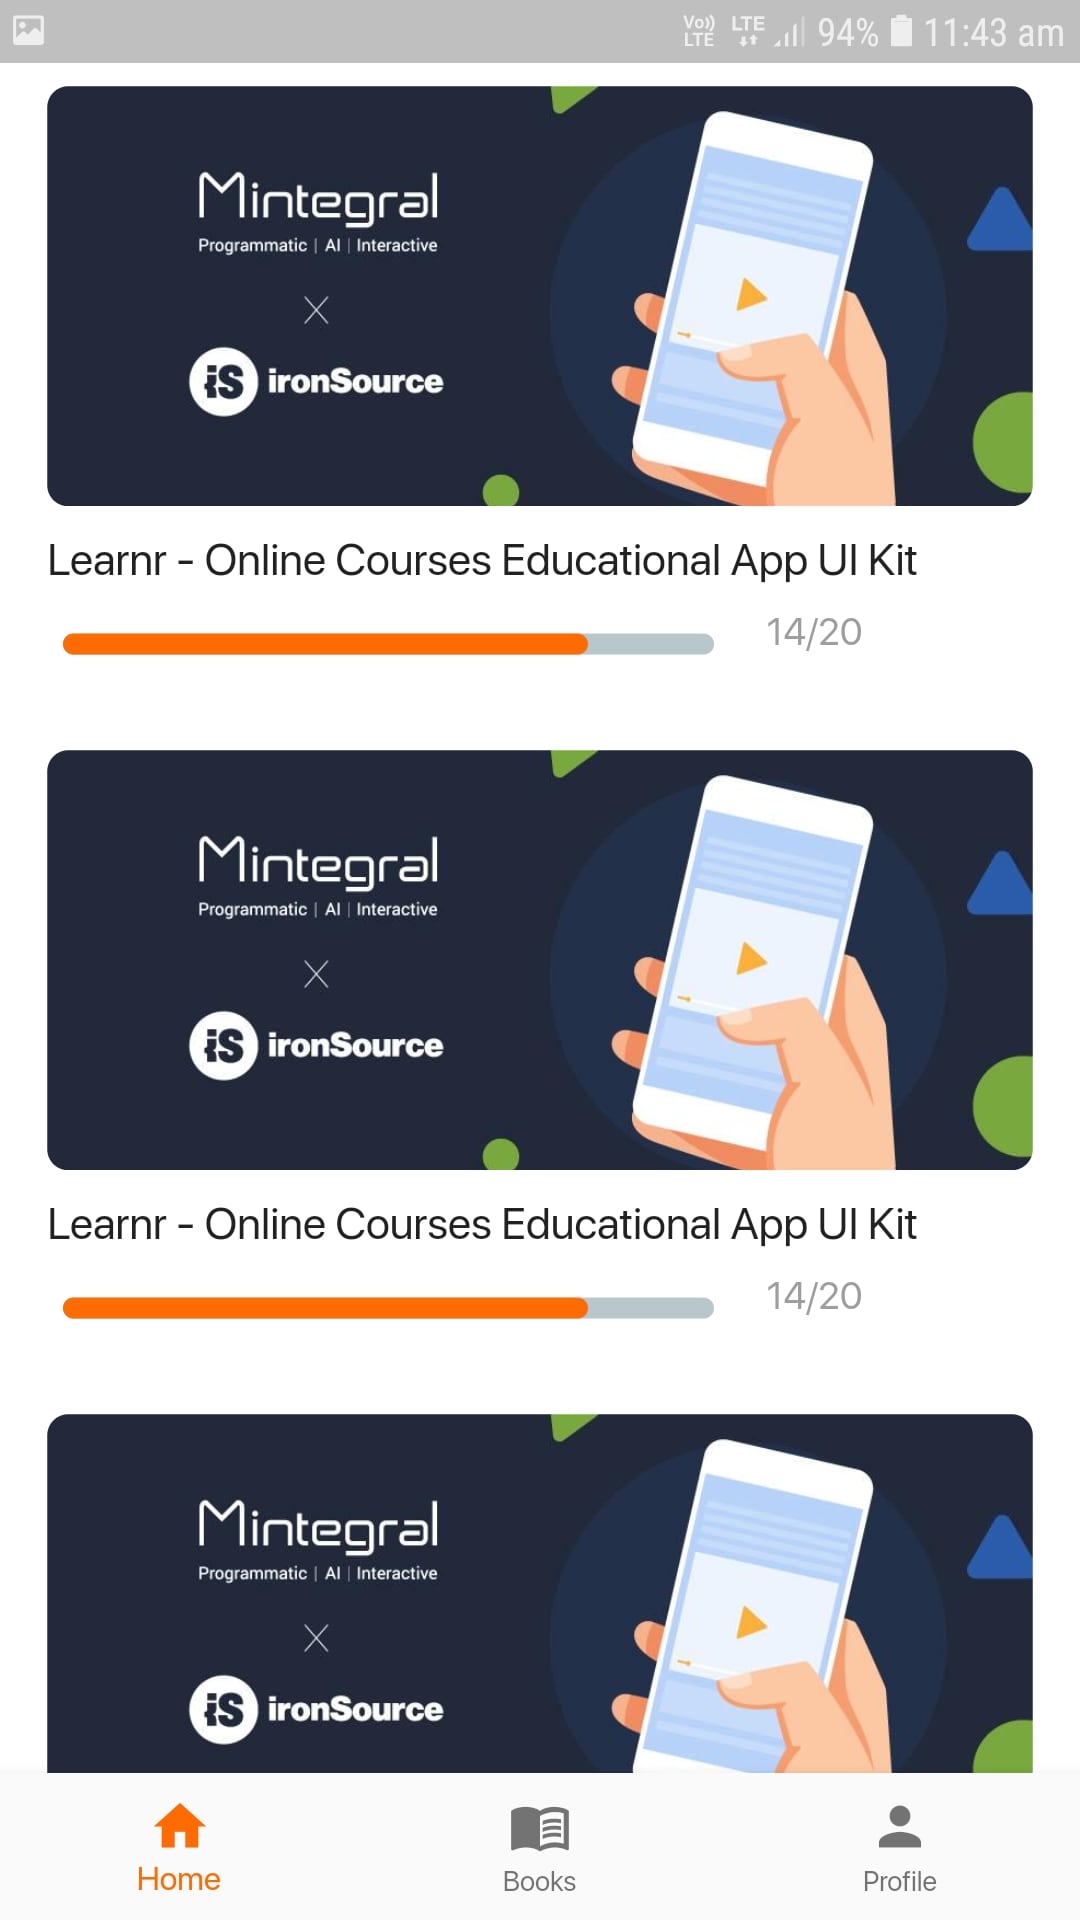 Vo)) LTE LTE 94% 11:43 am
Mintegral
Programmatic | AI | Interactive
X
iS ironSource
Learnr - Online Courses Educational App UI Kit
14/20
Mintegral
Programmatic | AI | Interactive
X
iS ironSource
Learnr - Online Courses Educational App UI Kit
14/20
Mintegral
Programmatic | AI | Interactive
X
iS ironSource
Home Books Profile